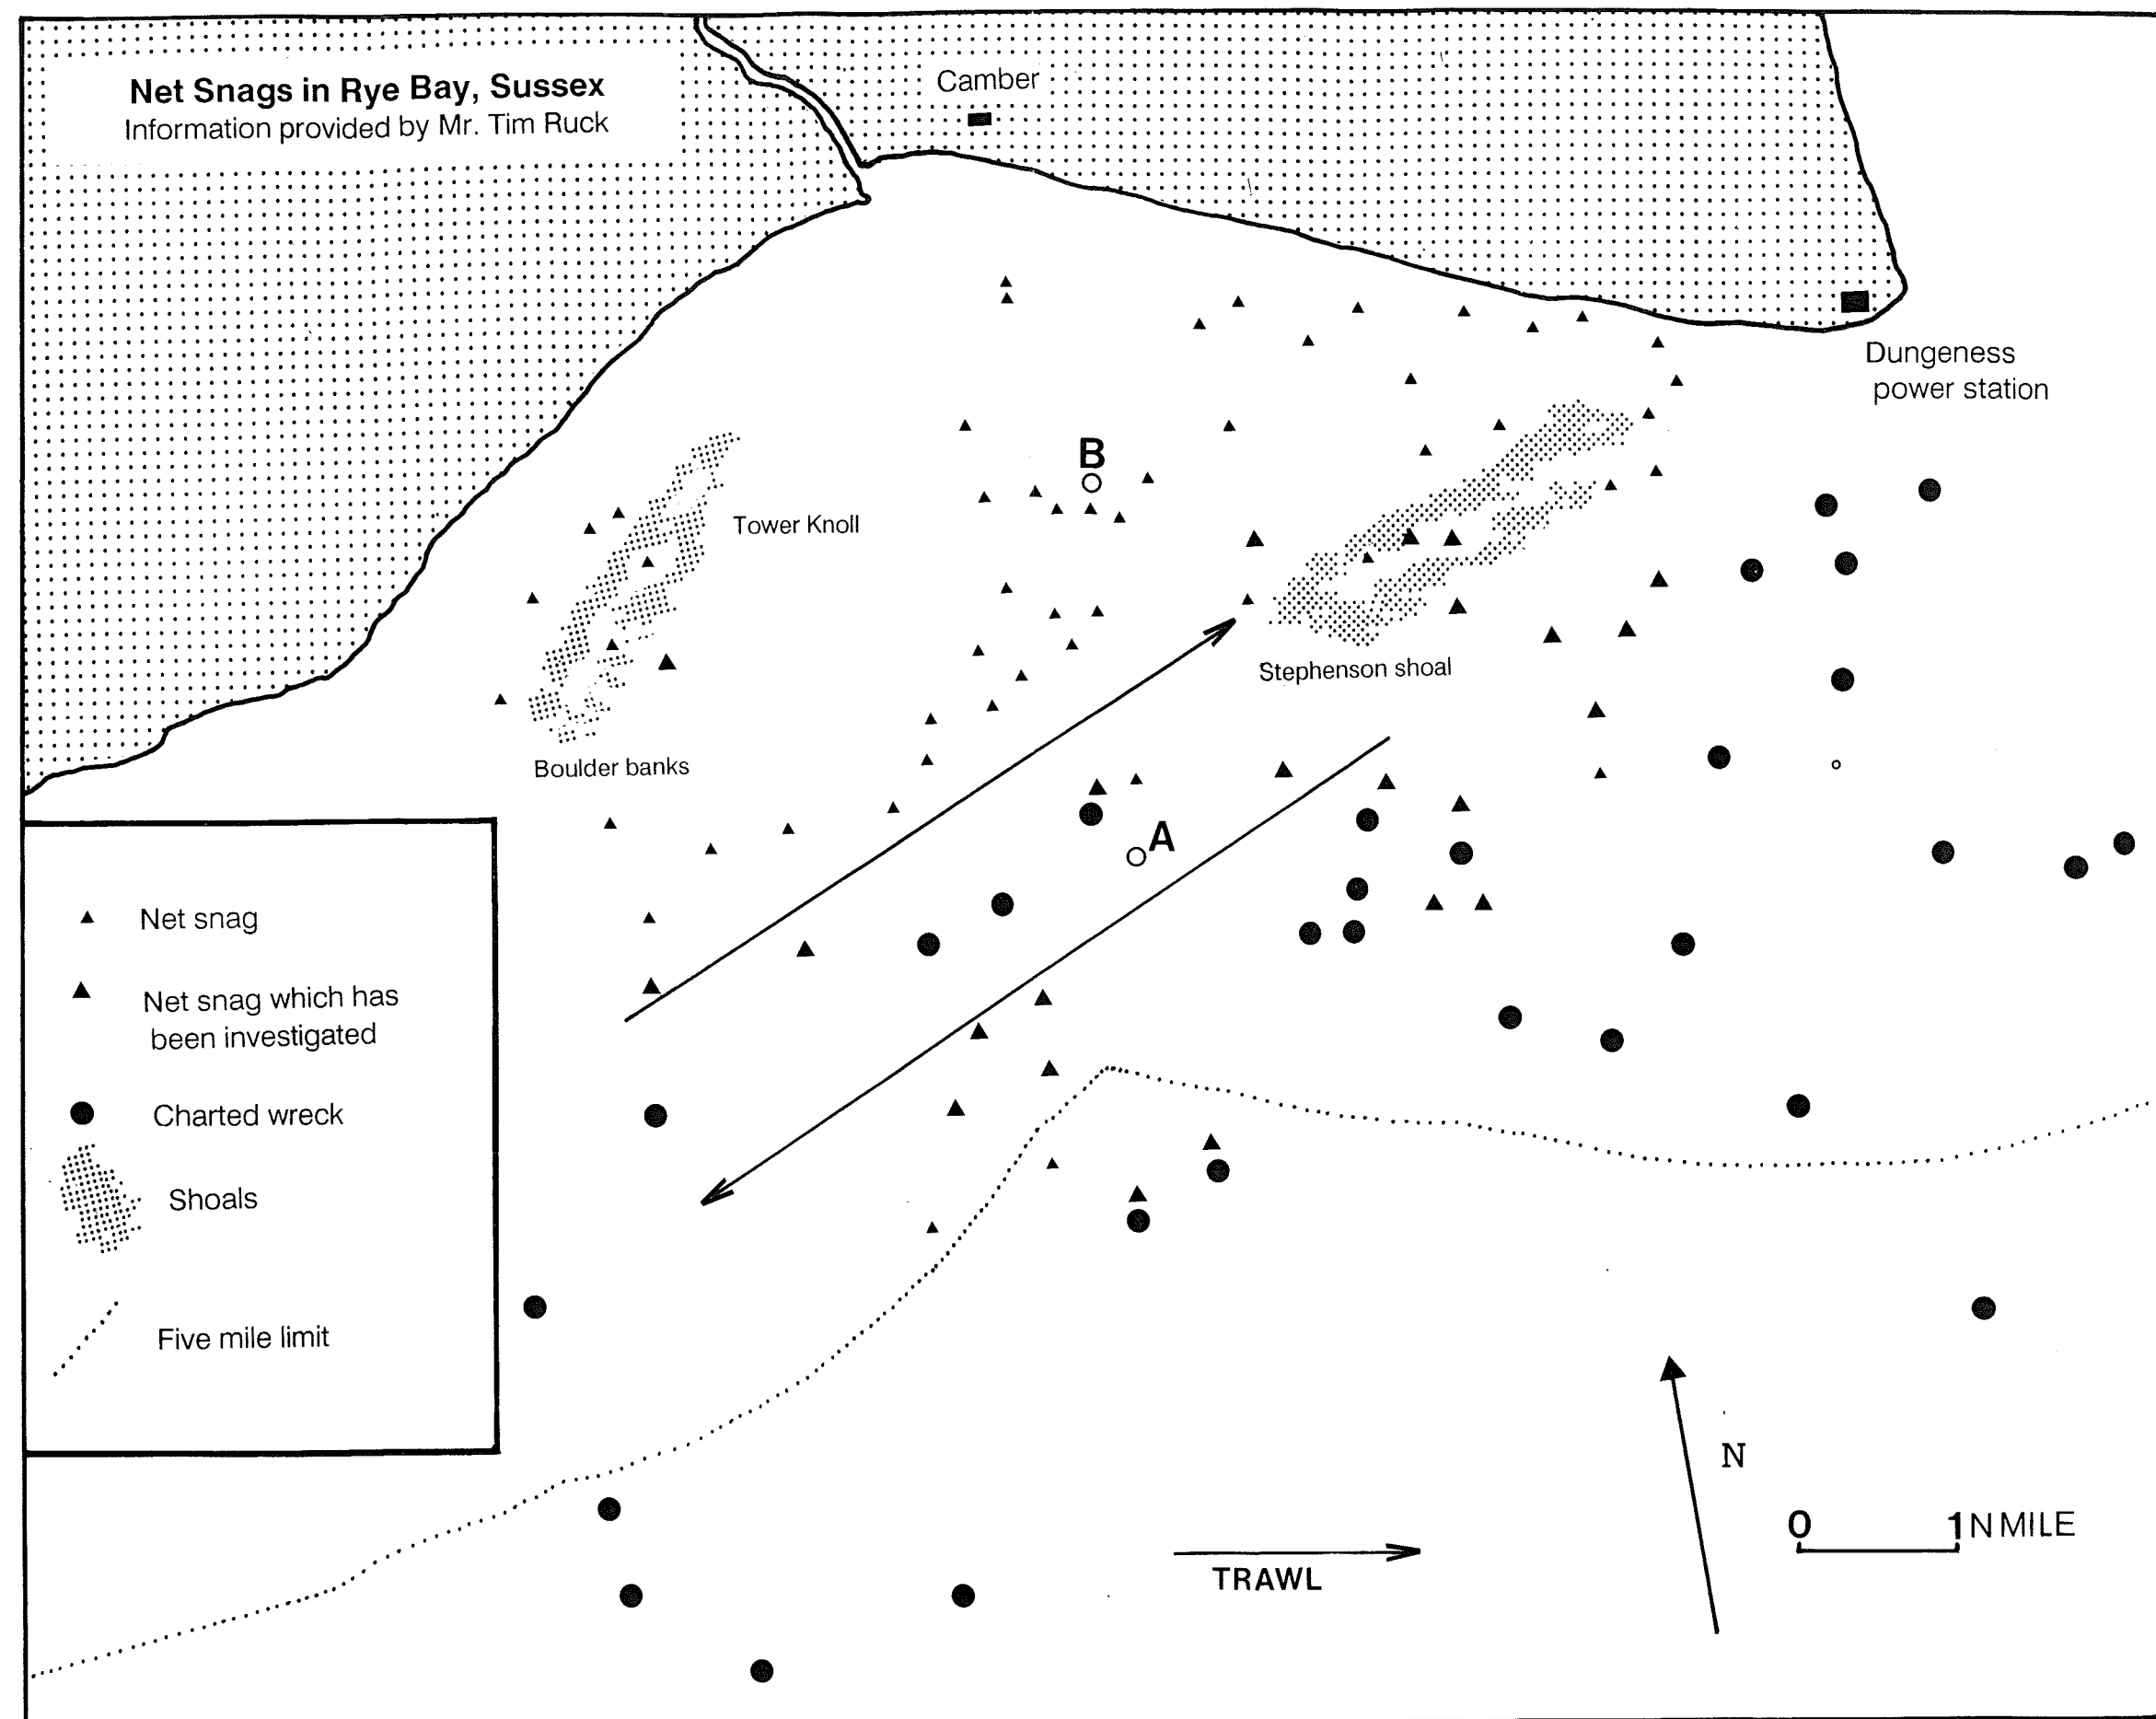 Net Snags in Rye Bay, Sussex
Information provided by Mr. Tim Ruck
Camber
Dungeness
power station
B
Tower Knoll
Stephenson shoal
Boulder banks
A
Net snag
Net snag which has
been investigated
Charted wreck
Shoals
Five mile limit
N
0 1 N MILE
TRAWL